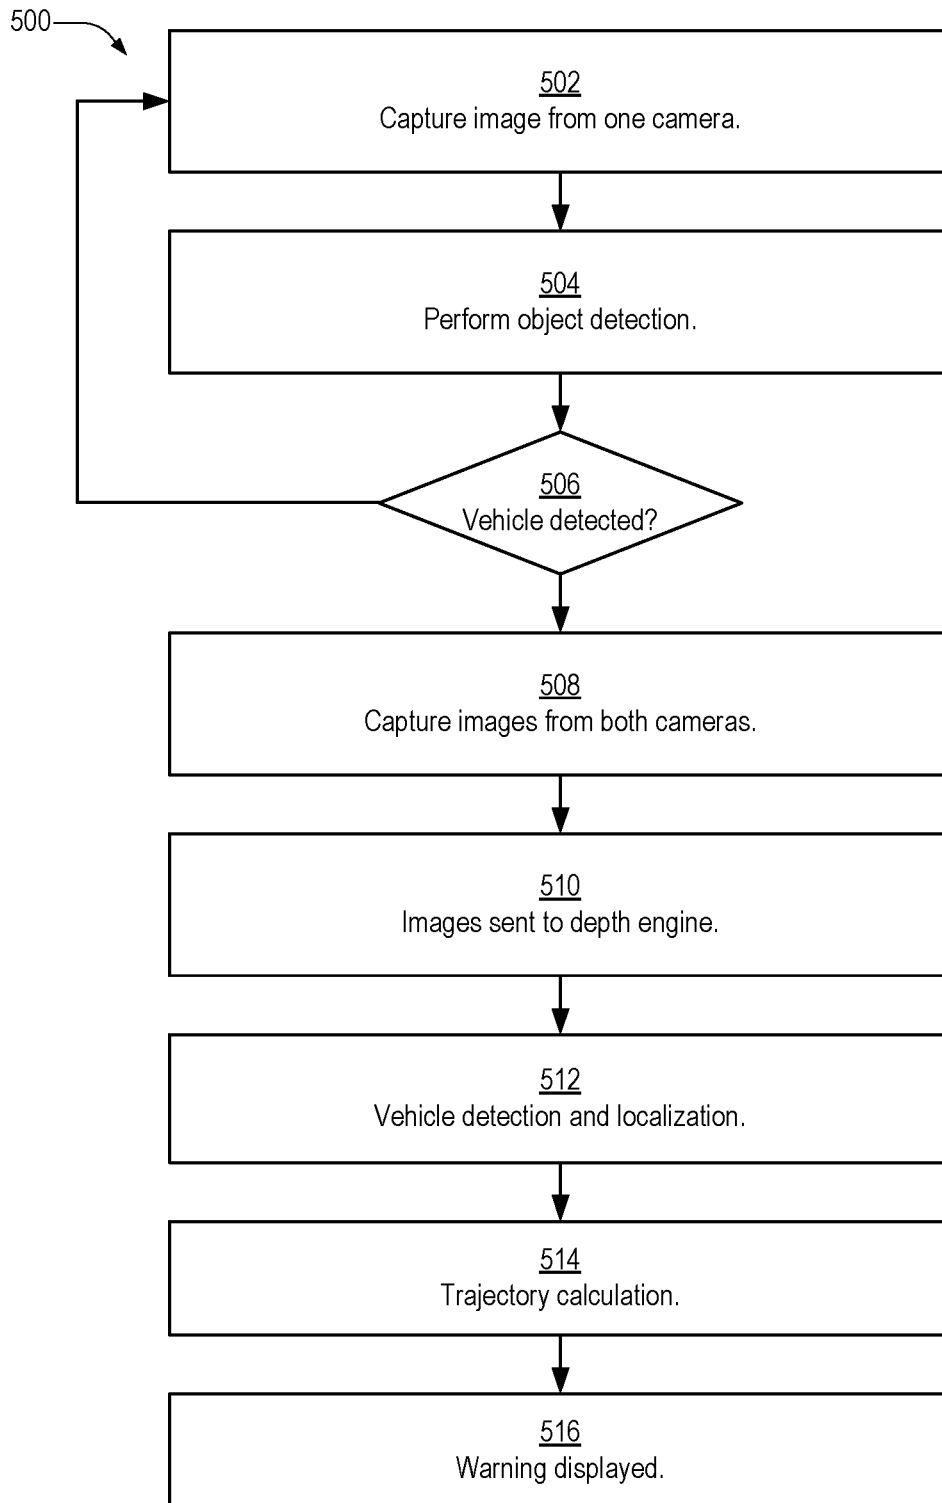 500
502
Capture image from one camera.
504
Perform object detection.
506
Vehicle detected?
508
Capture images from both cameras.
510
Images sent to depth engine.
512
Vehicle detection and localization.
514
Trajectory calculation.
516
Warning displayed.